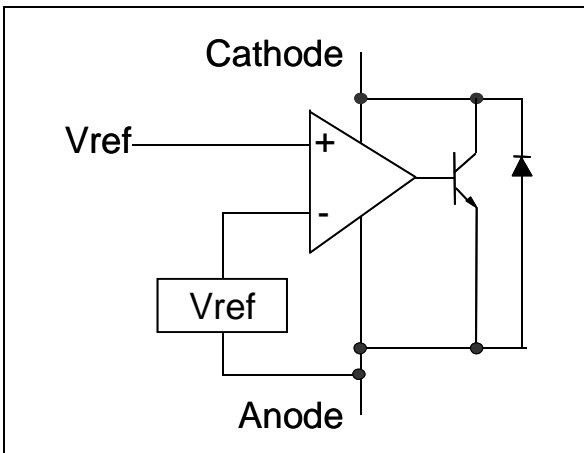 Cathode
Vref
+
-
Vref
Anode